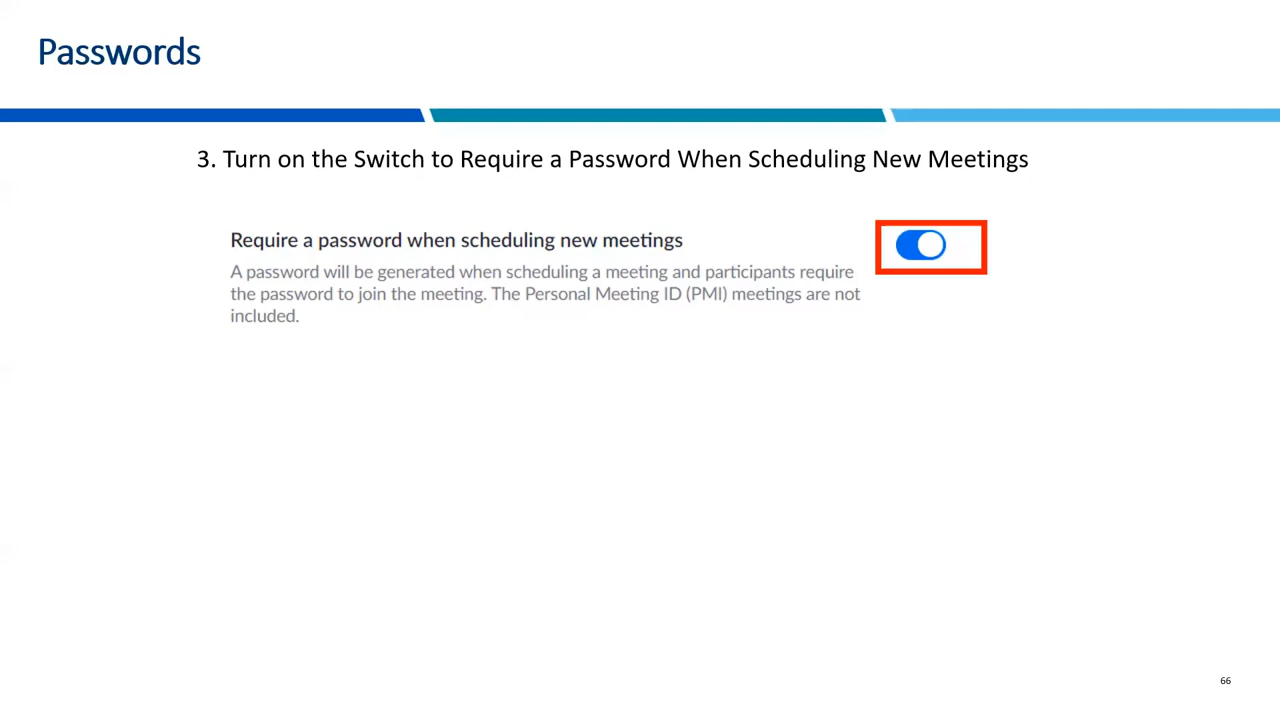 Passwords
3. Turn on the Switch to Require a Password When Scheduling New Meetings
Require a password when scheduling new meetings
A password will be generated when scheduling a meeting and participants require
the password to join the meeting. The Personal Meeting ID (PMI) meetings are not
included.
66